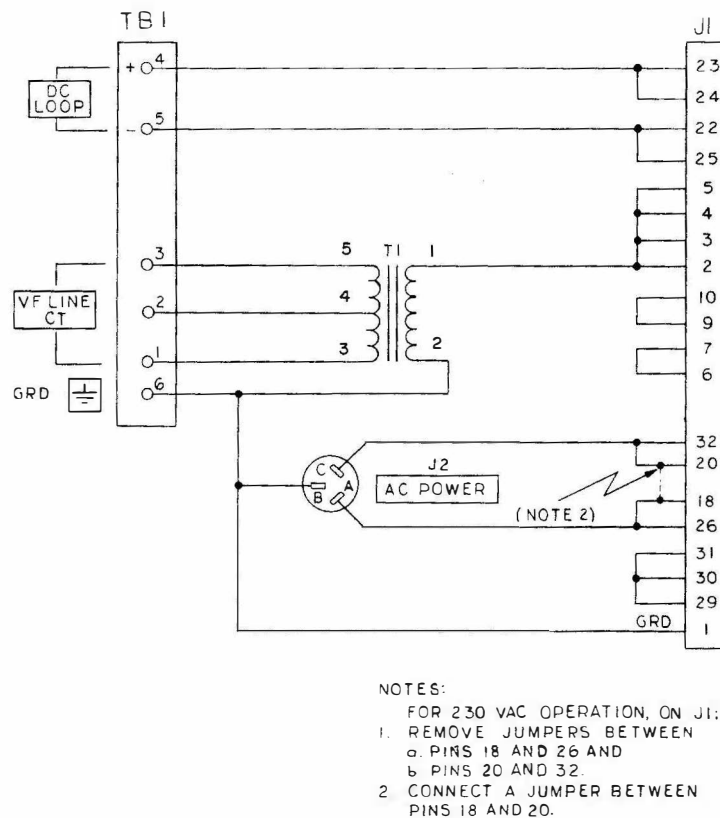 TB1
J1
+ 4
23
DC
LOOP
24
- 5
22
25
5
4
3
3
5 T1 1
2
VF LINE
CT
2
4
10
9
1
3
2
7
6
GRD
6
32
20
C
A
B
J2
AC POWER
(NOTE 2)
18
26
31
30
29
GRD
1
NOTES:
FOR 230 VAC OPERATION, ON J1:
1. REMOVE JUMPERS BETWEEN
a. PINS 18 AND 26 AND
b PINS 20 AND 32.
2 CONNECT A JUMPER BETWEEN
PINS 18 AND 20.